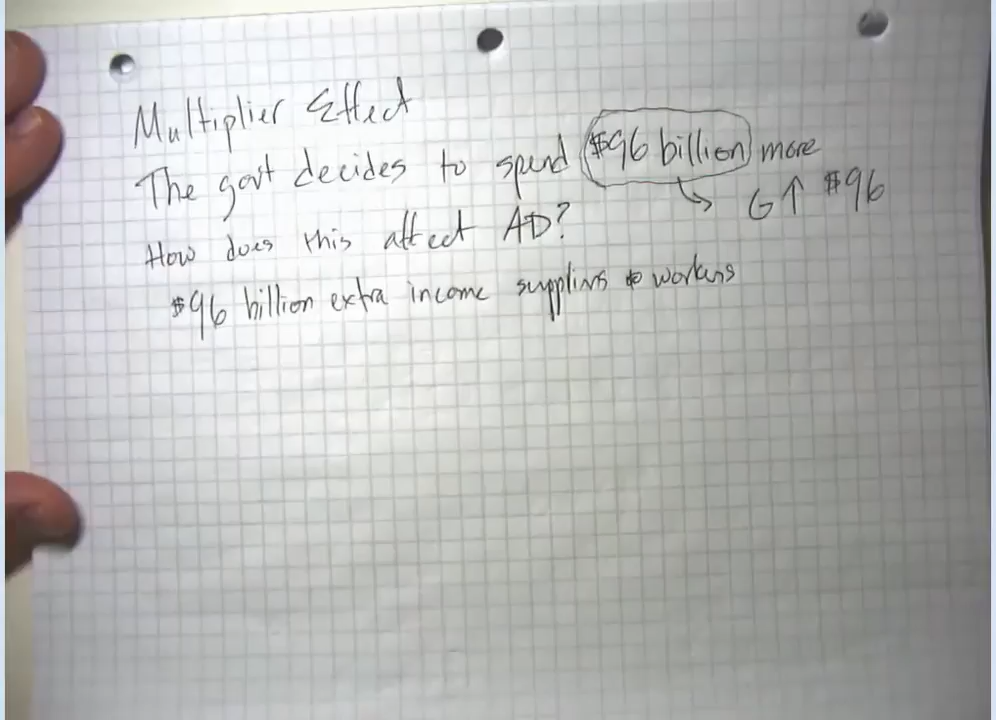 Multiplier Effect
The govt decides to spend $96 billion more
G↑ $96
How does this affect AD?
$96 billion extra income suppliers & workers